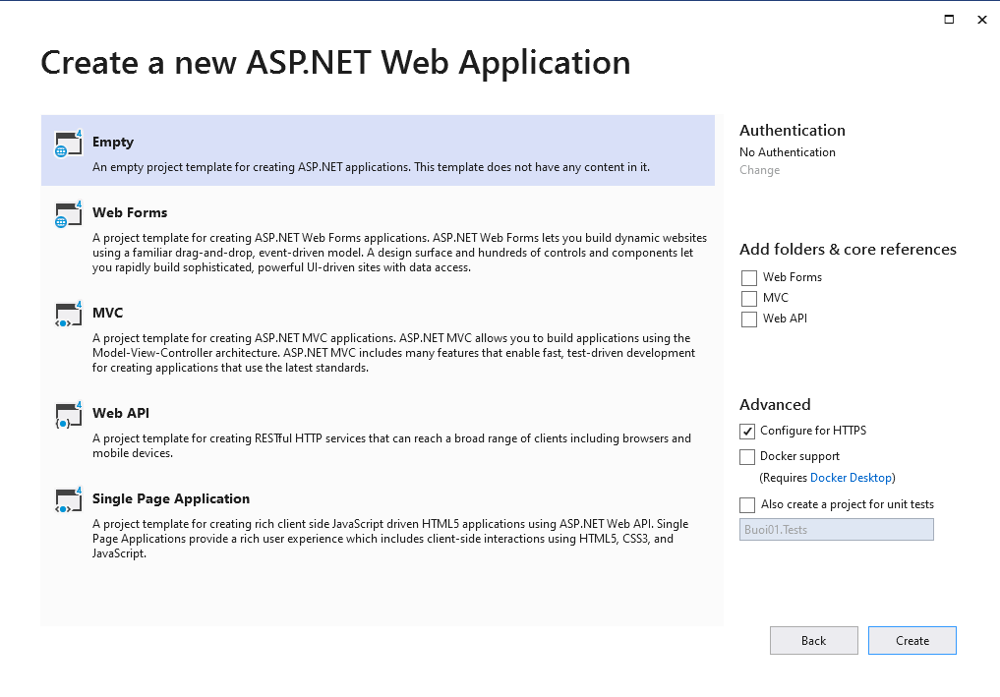 Create a new ASP.NET Web Application
4
Empty
An empty project template for creating ASP.NET applications. This template does not have any content in it.
4
Web Forms
A project template for creating ASP.NET Web Forms applications. ASP.NET Web Forms lets you build dynamic websites
using a familiar drag-and-drop, event-driven model. A design surface and hundreds of controls and components let
you rapidly build sophisticated, powerful UI-driven sites with data access.
4
MVC
A project template for creating ASP.NET MVC applications. ASP.NET MVC allows you to build applications using the
Model-View-Controller architecture. ASP.NET MVC includes many features that enable fast, test-driven development
for creating applications that use the latest standards.
4
Web API
A project template for creating RESTful HTTP services that can reach a broad range of clients including browsers and
mobile devices.
4
Single Page Application
A project template for creating rich client side JavaScript driven HTML5 applications using ASP.NET Web API. Single
Page Applications provide a rich user experience which includes client-side interactions using HTML5, CSS3, and
JavaScript.
Authentication
No Authentication
Change
Add folders & core references
Web Forms
MVC
Web API
Advanced
Configure for HTTPS
Docker support
(Requires Docker Desktop)
Also create a project for unit tests
Buoi01.Tests
Back
Create